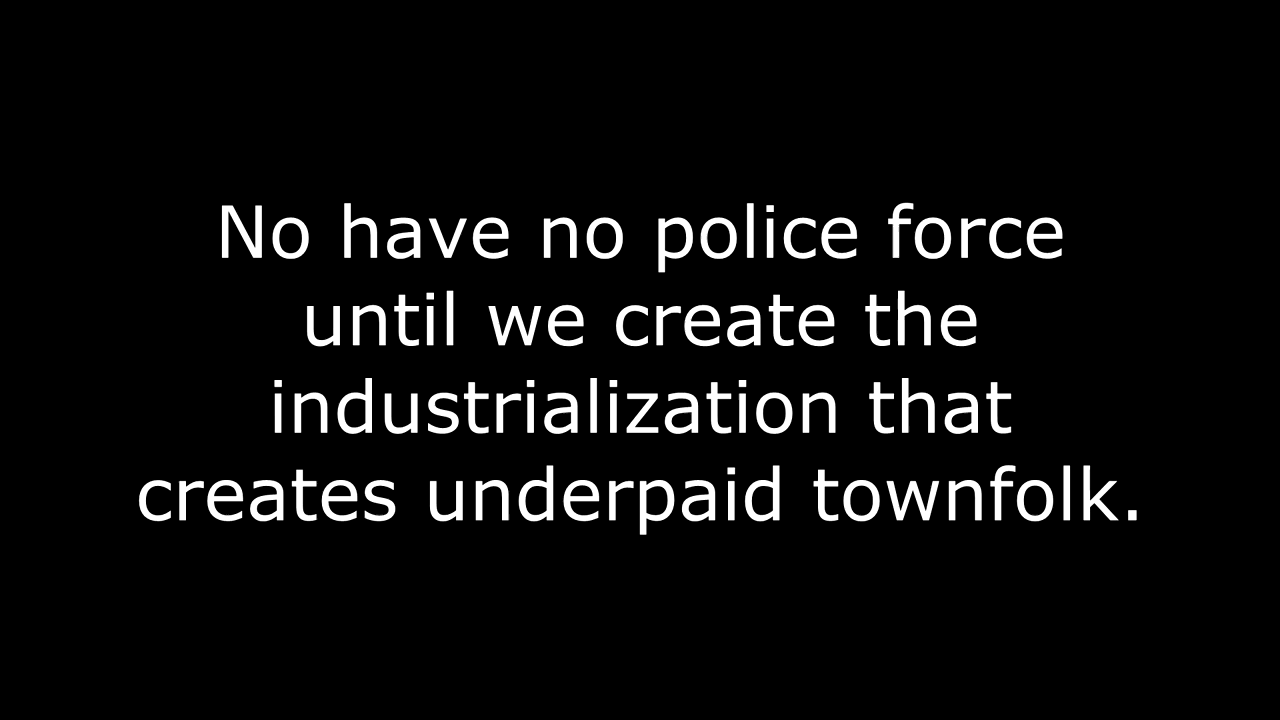 No have no police force
until we create the
industrialization that
creates underpaid townfolk.